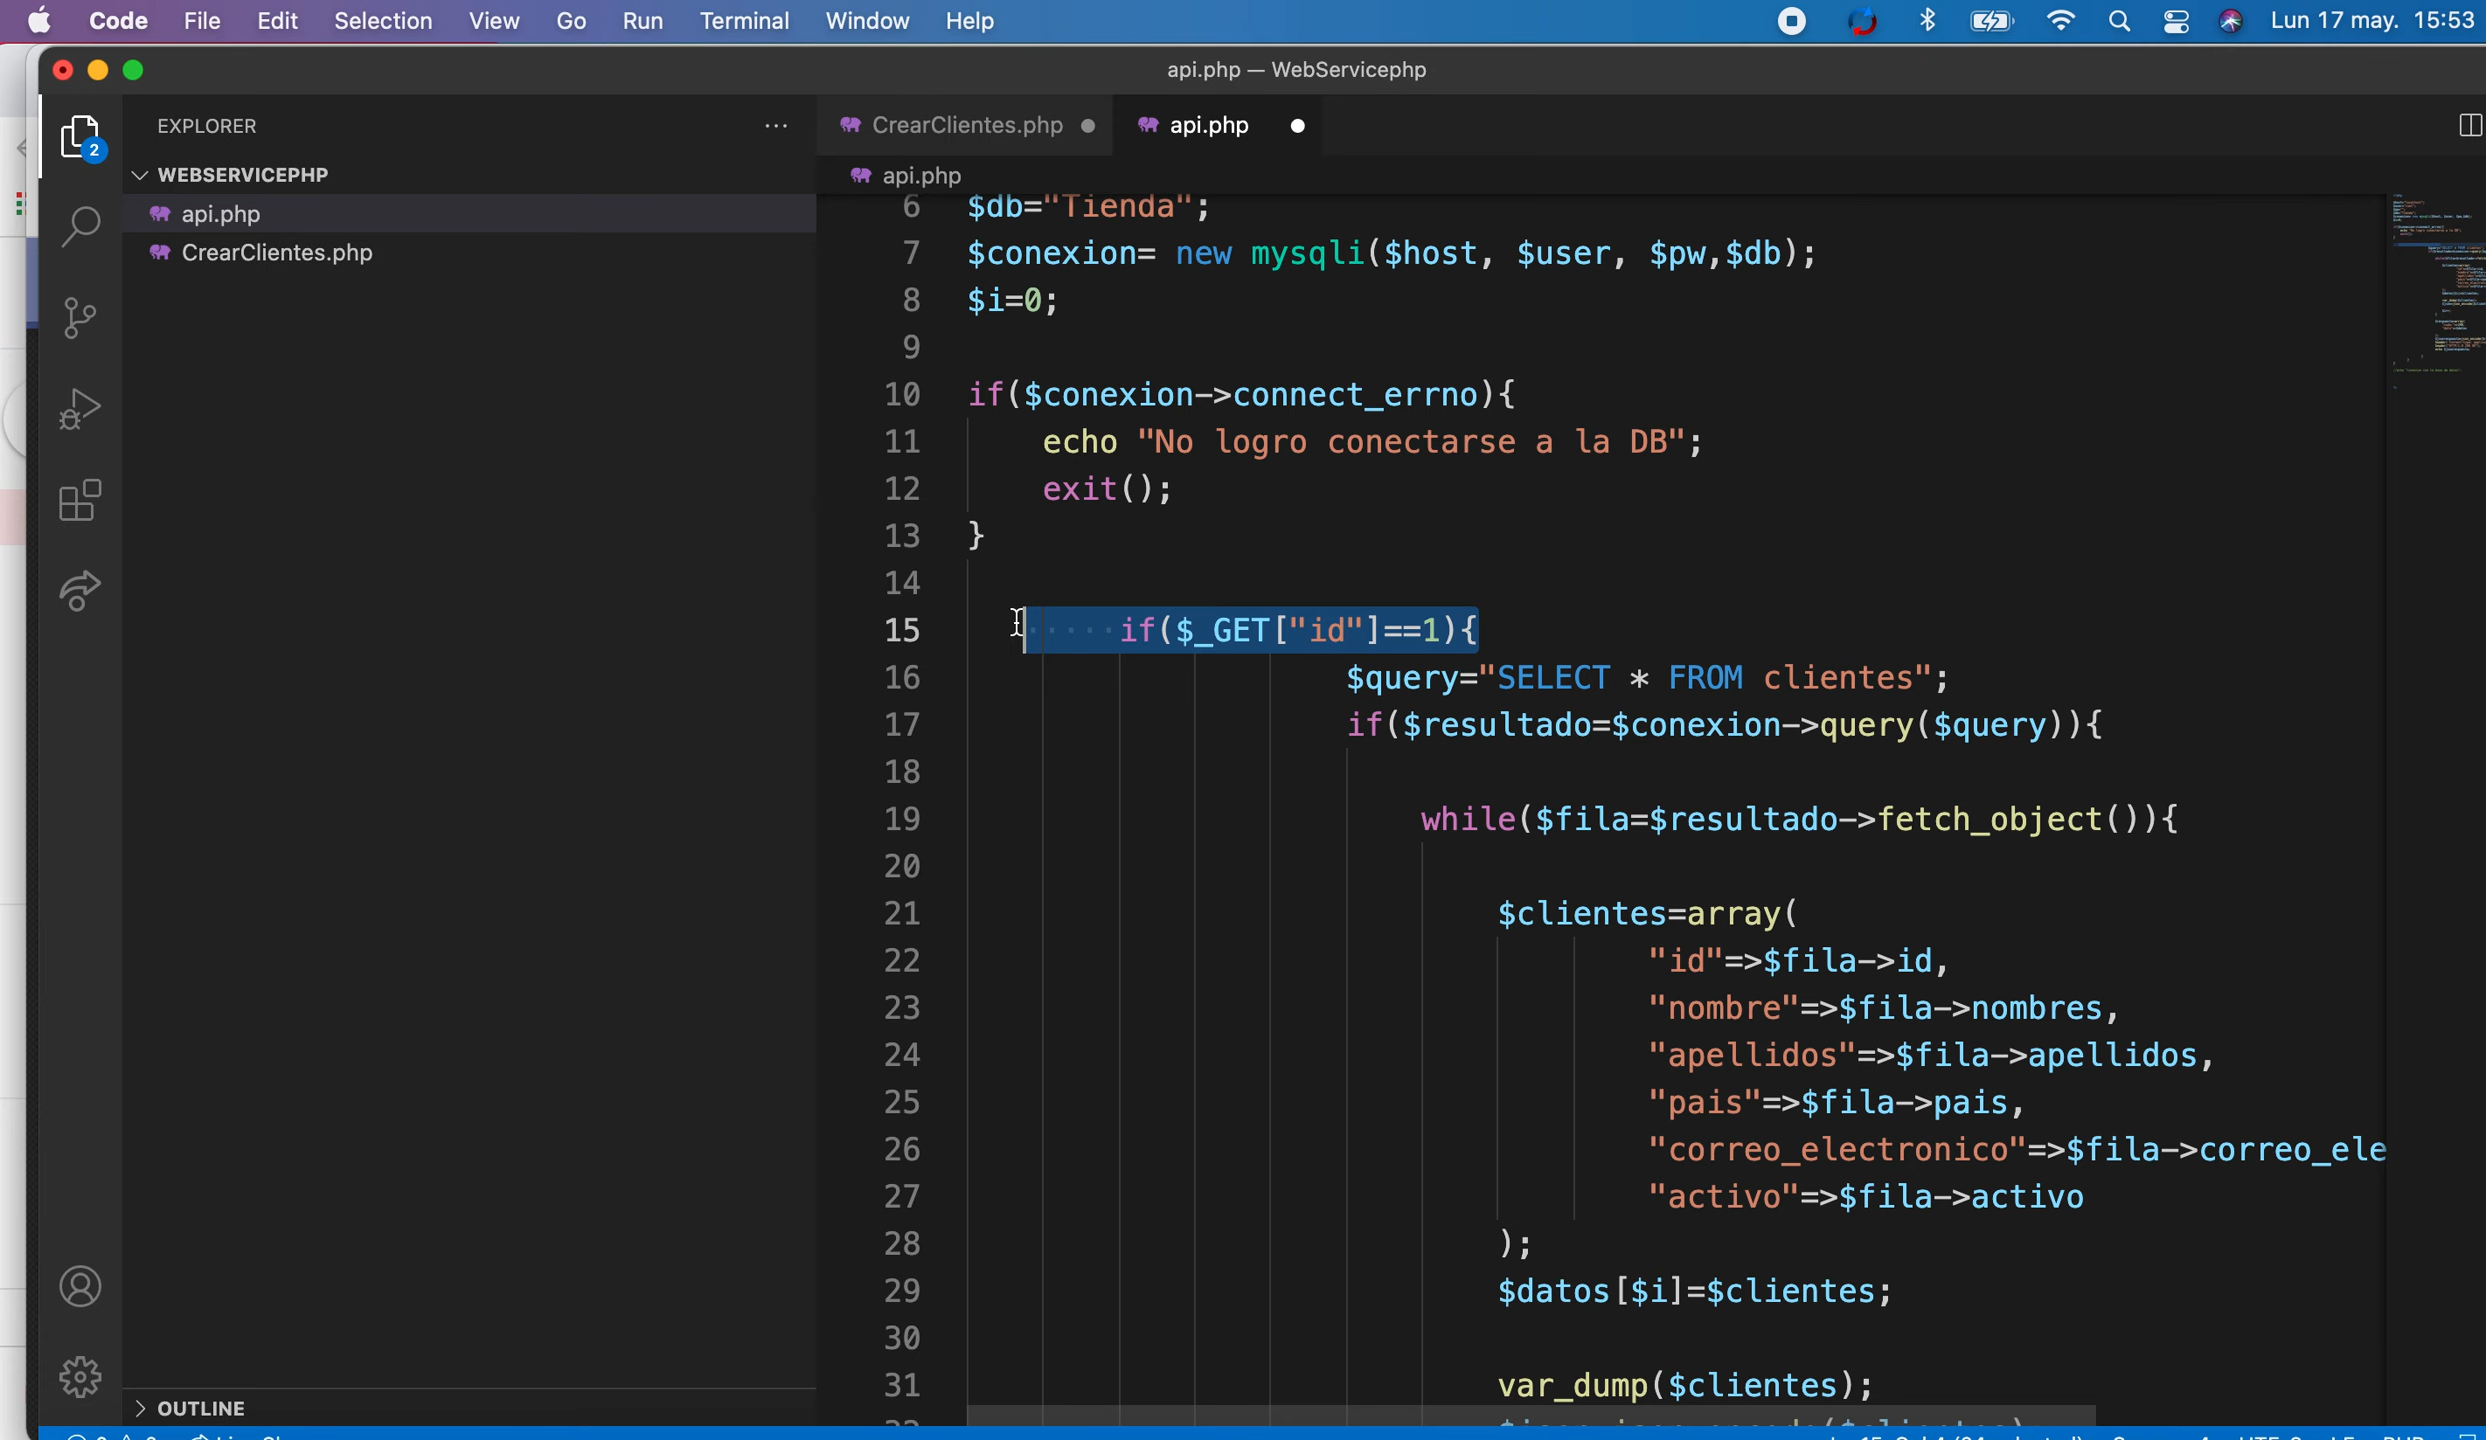 Code File Edit Selection View Go Run Terminal Window Help Lun 17 may. 15:53
api.php — WebServicephp
EXPLORER
2
WEBSERVICEPHP
api.php
CrearClientes.php
CrearClientes.php api.php
api.php
6 $db="Tienda";
7 $conexion= new mysqli($host, $user, $pw,$db);
8 $i=0;
9
10 if($conexion->connect_errno){
11 echo "No logro conectarse a la DB";
12 exit();
13 }
14
15 if($_GET["id"]==1){
16 $query="SELECT * FROM clientes";
17 if($resultado=$conexion->query($query)){
18
19 while($fila=$resultado->fetch_object()){
20
21 $clientes=array(
22 "id"=>$fila->id,
23 "nombre"=>$fila->nombres,
24 "apellidos"=>$fila->apellidos,
25 "pais"=>$fila->pais,
26 "correo_electronico"=>$fila->correo_ele
27 "activo"=>$fila->activo
28 );
29 $datos[$i]=$clientes;
30
31 var_dump($clientes);
OUTLINE